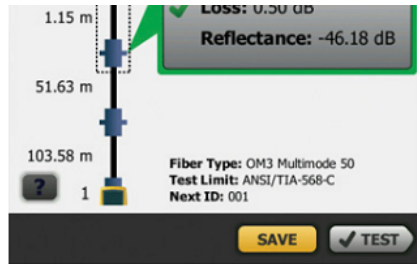 1.15 m
Loss: 0.50 dB
Reflectance: -46.18 dB
51.63 m
103.58 m
? 1
Fiber Type: OM3 Multimode 50
Test Limit: ANSI/TIA-568-C
Next ID: 001
SAVE
TEST